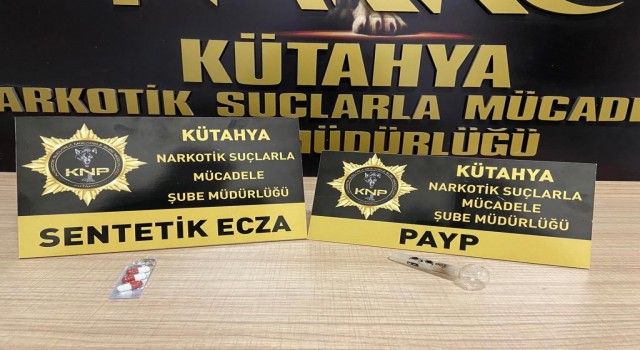 KÜTAHYA
NARKOTİK SUÇLARLA MÜCADELE
MÜDÜRLÜĞÜ
KNP
KÜTAHYA
NARKOTİK SUÇLARLA
MÜCADELE
ŞUBE MÜDÜRLÜĞÜ
SENTETİK ECZA
KNP
KÜTAHYA
NARKOTİK SUÇLARLA
MÜCADELE
ŞUBE MÜDÜRLÜĞÜ
PAYP